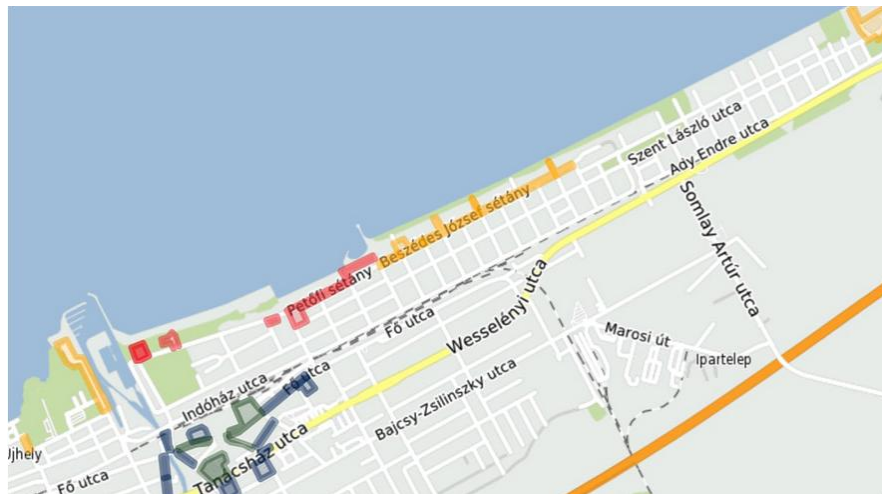 Szent László utca
Ady Endre utca
Somlay Artúr utca
Beszédes József sétány
Petőfi sétány
Fő utca
Wesselényi utca
Marosi út
Ipartelep
Indóház utca
Fő utca
Bajcsy-Zsilinszky utca
Tanácsház utca
Újhely
Fő utca